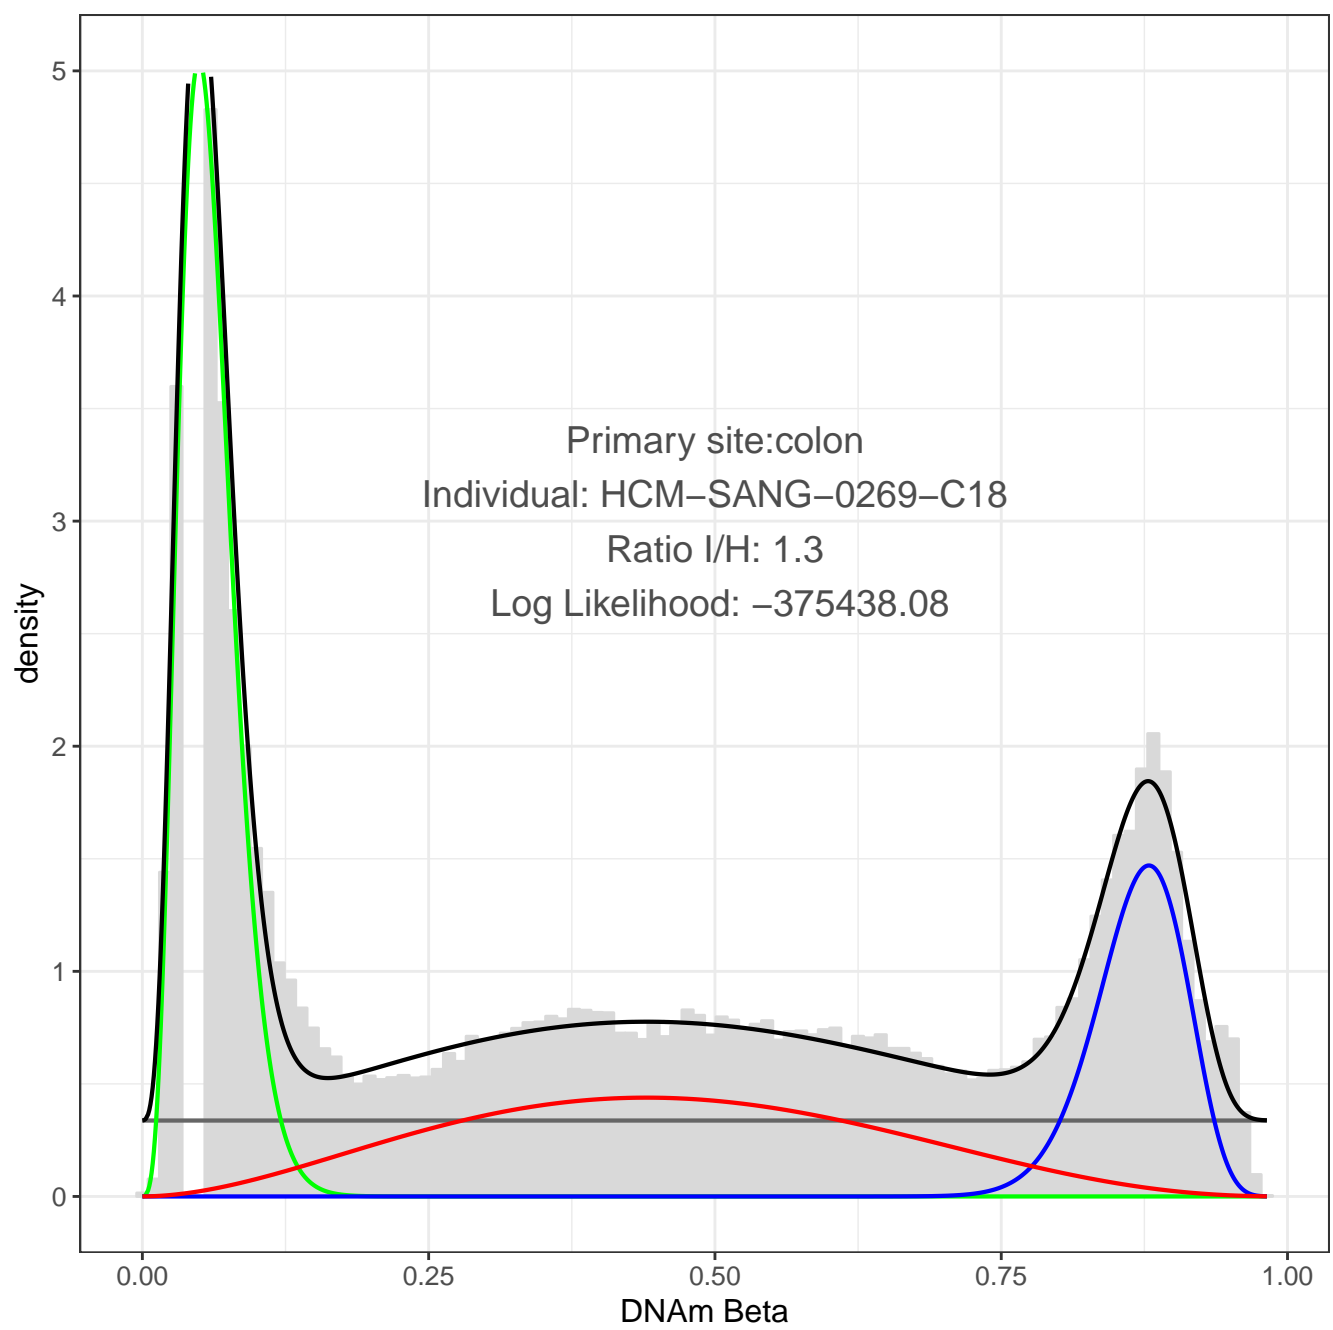 5
4
3
2
1
0
density
Primary site:colon
Individual: HCM−SANG−0269−C18
Ratio I/H: 1.3
Log Likelihood: −375438.08
0.00 0.25 0.50 0.75 1.00
DNAm Beta